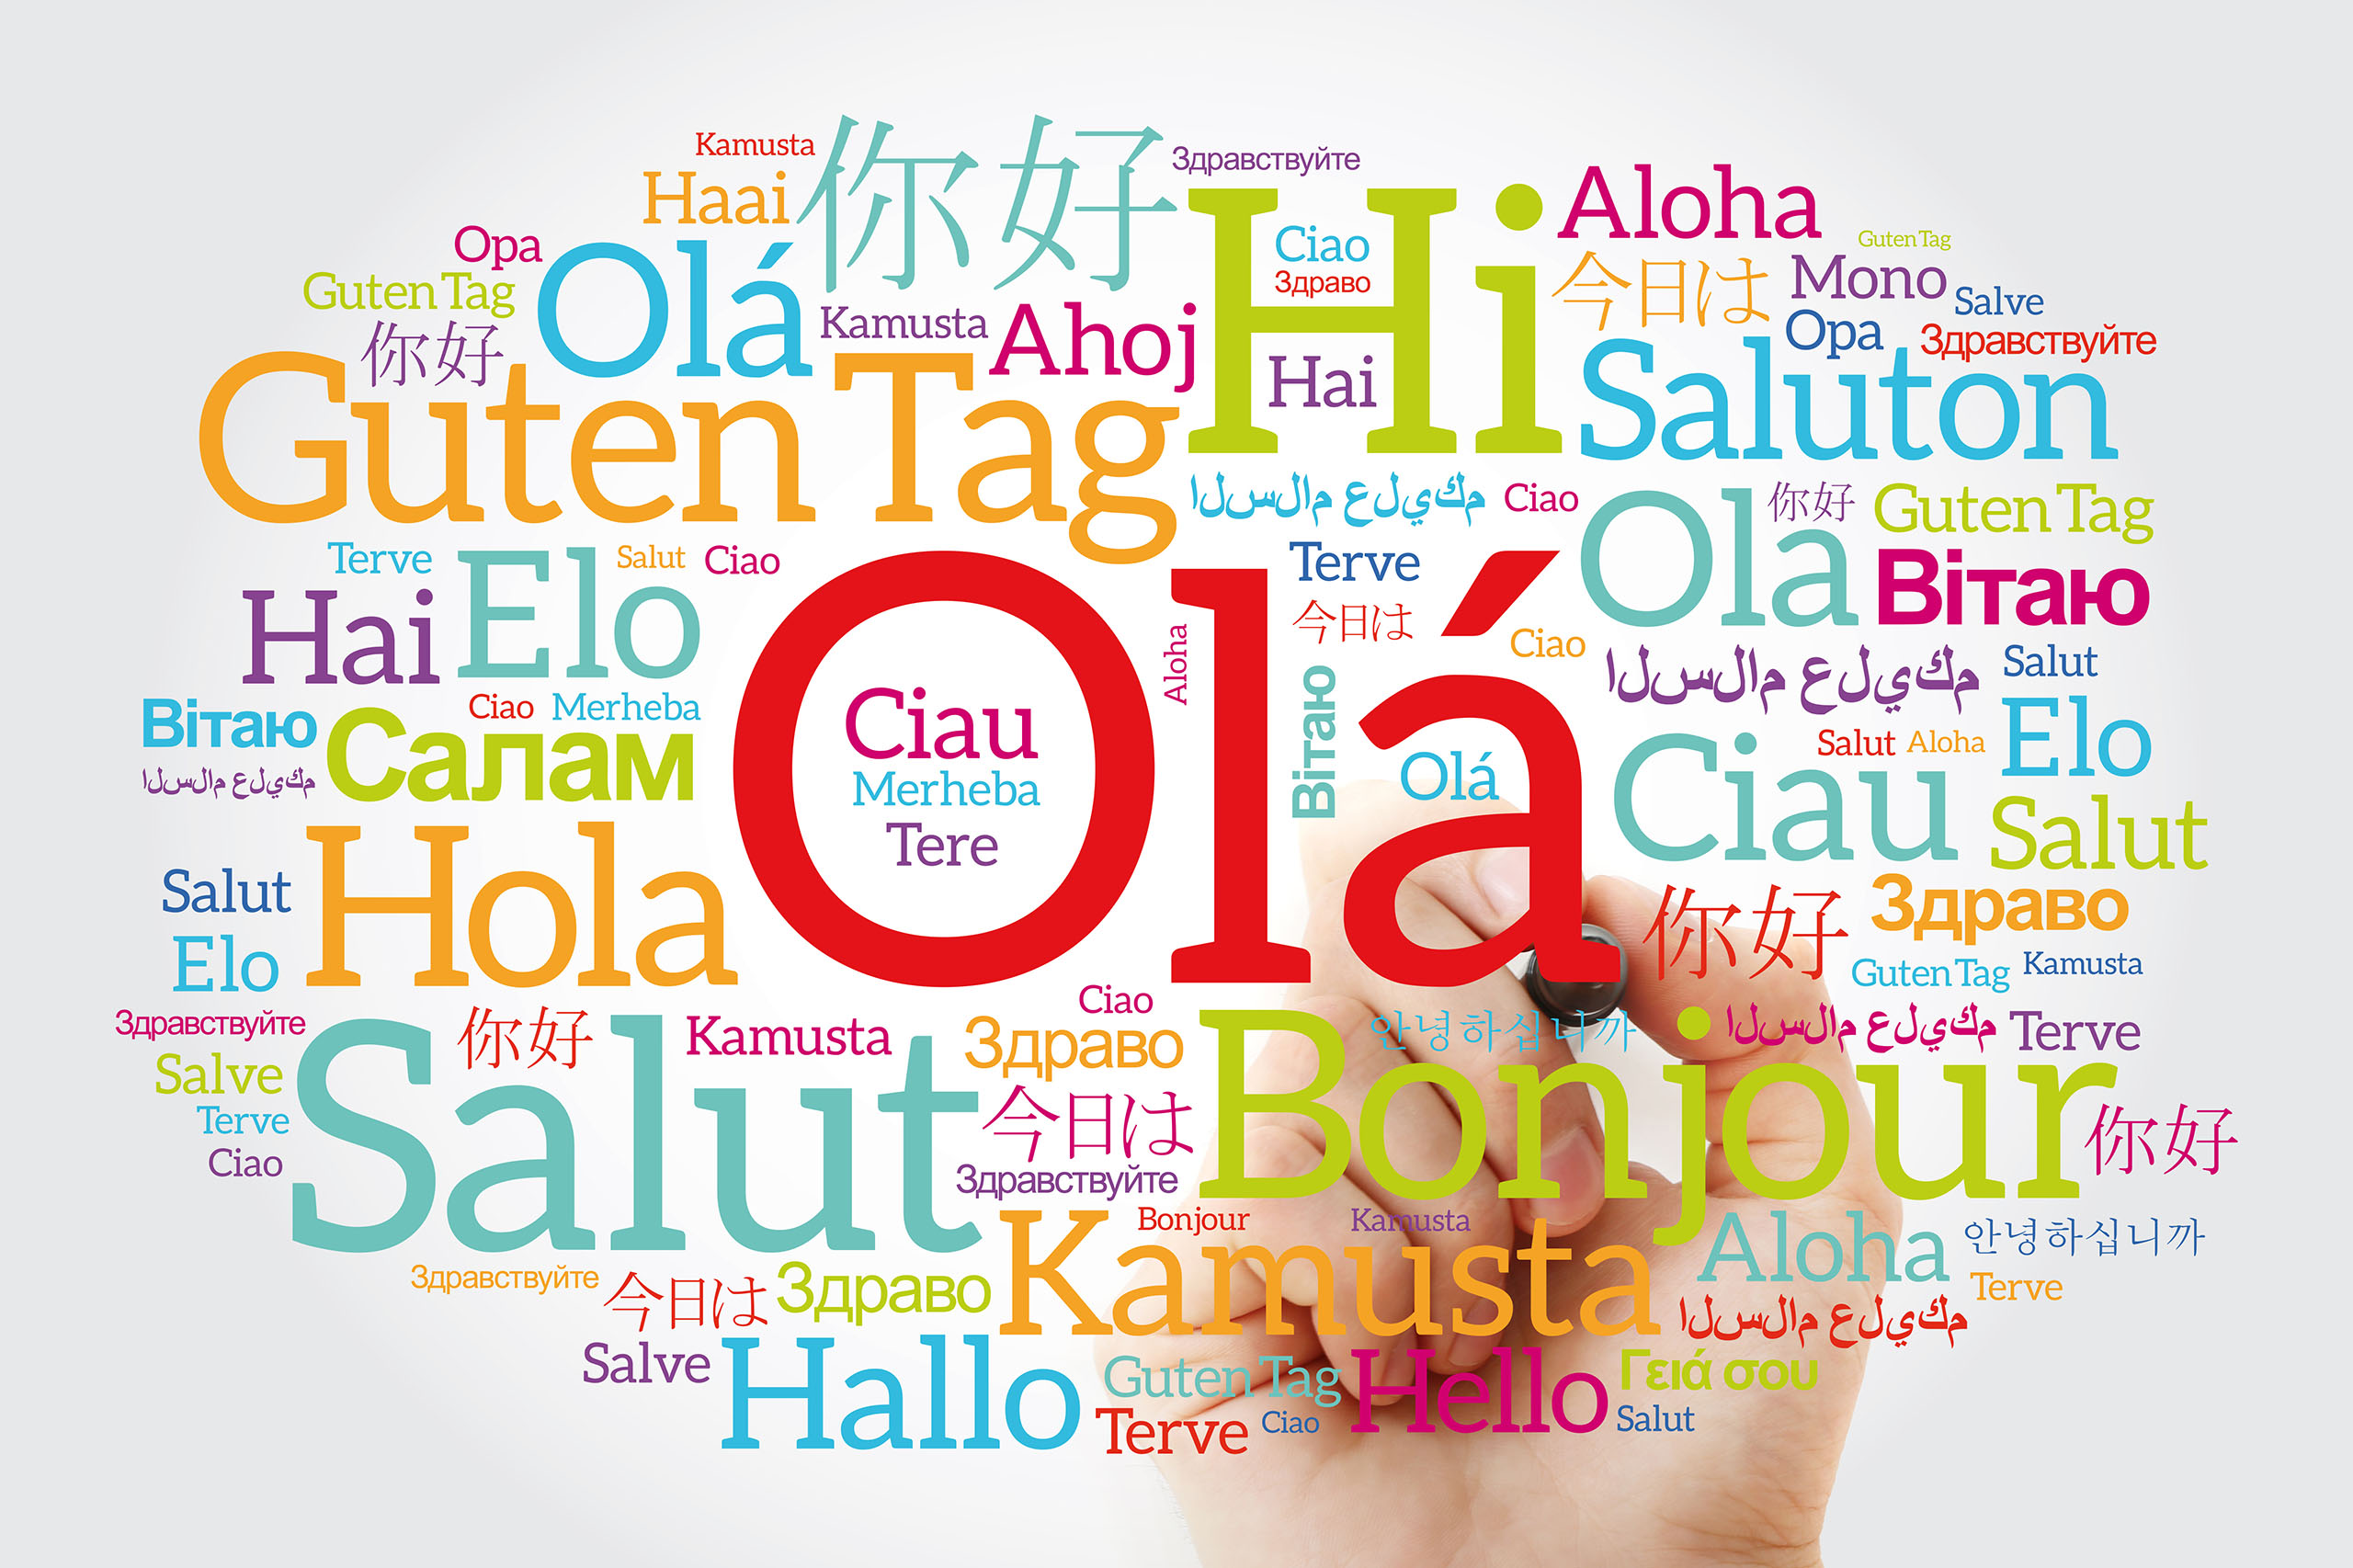 Kamusta
你好
Здравствуйте
Haai
Aloha
Opa
Olá
Hi
Ciao
Guten Tag
Guten Tag
今日は
Mono
Salve
Здраво
你好
Kamusta
Ahoj
Opa
Здравствуйте
Hai
Saluton
Guten Tag
السلام عليكم
Ciao
Ola
你好
Guten Tag
Terve
Elo
Salut
Ciao
Terve
Вітаю
Hai
Olá
Aloha
今日は
Ciao
Вітаю
السلام عليكم
Salut
Вітаю
Ciao
Merheba
Ciau
Салам
Merheba
Olá
Ciau
Salut
Aloha
Elo
السلام عليكم
Tere
Salut
Salut
Hola
你好
Здраво
Elo
Guten Tag
Kamusta
Здравствуйте
你好
Kamusta
Ciao
Здраво
안녕하십니까
السلام عليكم
Terve
Salve
Salut
Bonjour
Terve
今日は
你好
Ciao
Здравствуйте
Bonjour
Kamusta
Aloha
안녕하십니까
Здравствуйте
今日は
Здраво
Kamusta
Terve
السلام عليكم
Salve
Hallo
Guten Tag
Hello
Γειά σου
Terve
Ciao
Salut